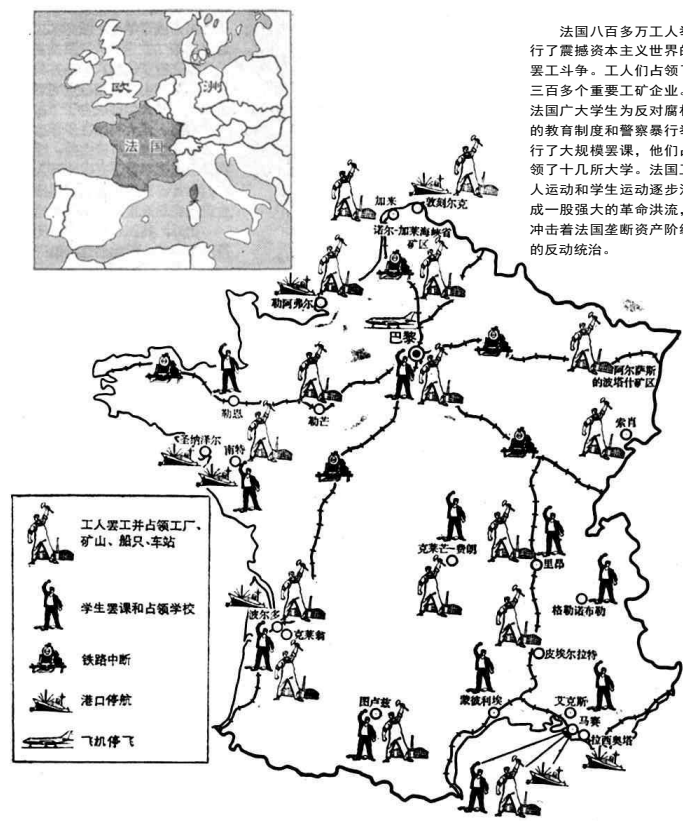 欧 洲
法 国
法国八百多万工人举
行了震撼资本主义世界的
罢工斗争。工人们占领了
三百多个重要工矿企业。
法国广大学生为反对腐朽
的教育制度和警察暴行举
行了大规模罢课，他们占
领了十几所大学。法国工
人运动和学生运动逐步汇
成一股强大的革命洪流，
冲击着法国垄断资产阶级
的反动统治。
加来
敦刻尔克
诺尔-加莱海峡省
矿区
勒阿弗尔
巴黎
阿尔萨斯
的波塔什矿区
勒恩
勒芒
索肖
圣纳泽尔
南特
克莱芒-费朗
里昂
格勒诺布勒
波尔多
克莱翁
皮埃尔拉特
图卢兹
蒙彼利埃
艾克斯
马赛
拉西奥塔
工人罢工并占领工厂、
矿山、船只、车站
学生罢课和占领学校
铁路中断
港口停航
飞机停飞